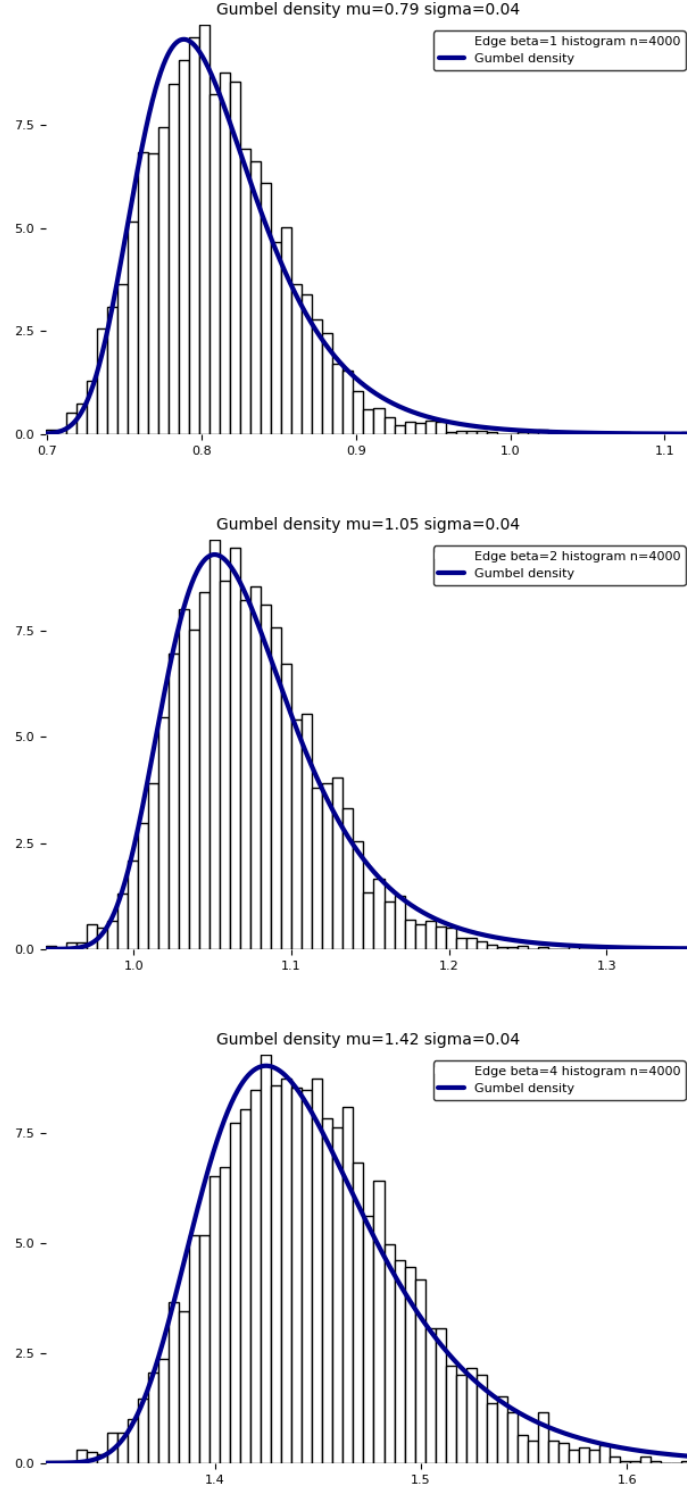 Gumbel density mu=0.79 sigma=0.04
Edge beta=1 histogram n=4000
Gumbel density
7.5
5.0
2.5
0.0
0.7 0.8 0.9 1.0 1.1
Gumbel density mu=1.05 sigma=0.04
Edge beta=2 histogram n=4000
Gumbel density
7.5
5.0
2.5
0.0
1.0 1.1 1.2 1.3
Gumbel density mu=1.42 sigma=0.04
Edge beta=4 histogram n=4000
Gumbel density
7.5
5.0
2.5
0.0
1.4 1.5 1.6